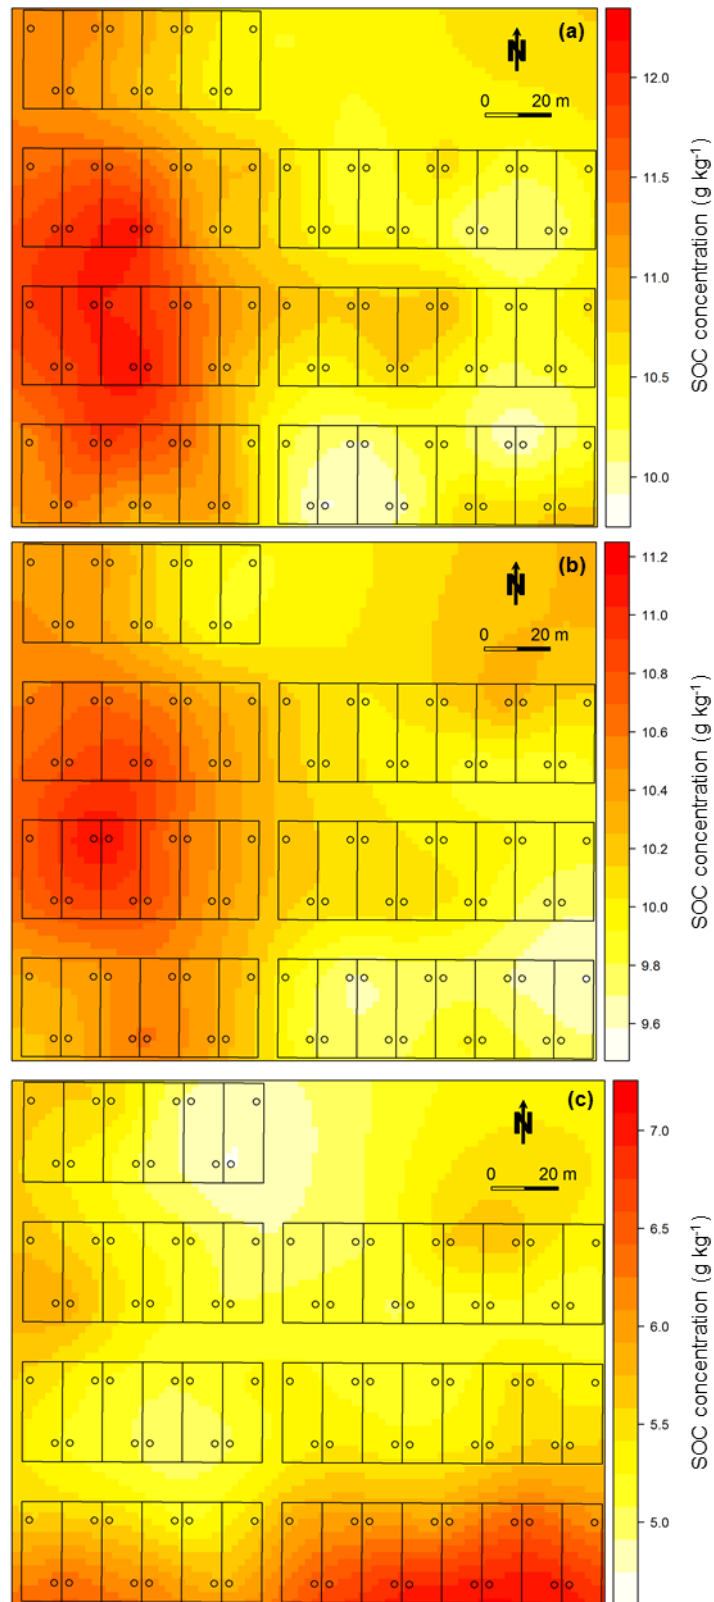 (a)
N
0 20 m
12.0
11.5
11.0
10.5
10.0
SOC concentration (g kg⁻¹)
(b)
N
0 20 m
11.2
11.0
10.8
10.6
10.4
10.2
10.0
9.8
9.6
SOC concentration (g kg⁻¹)
(c)
N
0 20 m
7.0
6.5
6.0
5.5
5.0
SOC concentration (g kg⁻¹)